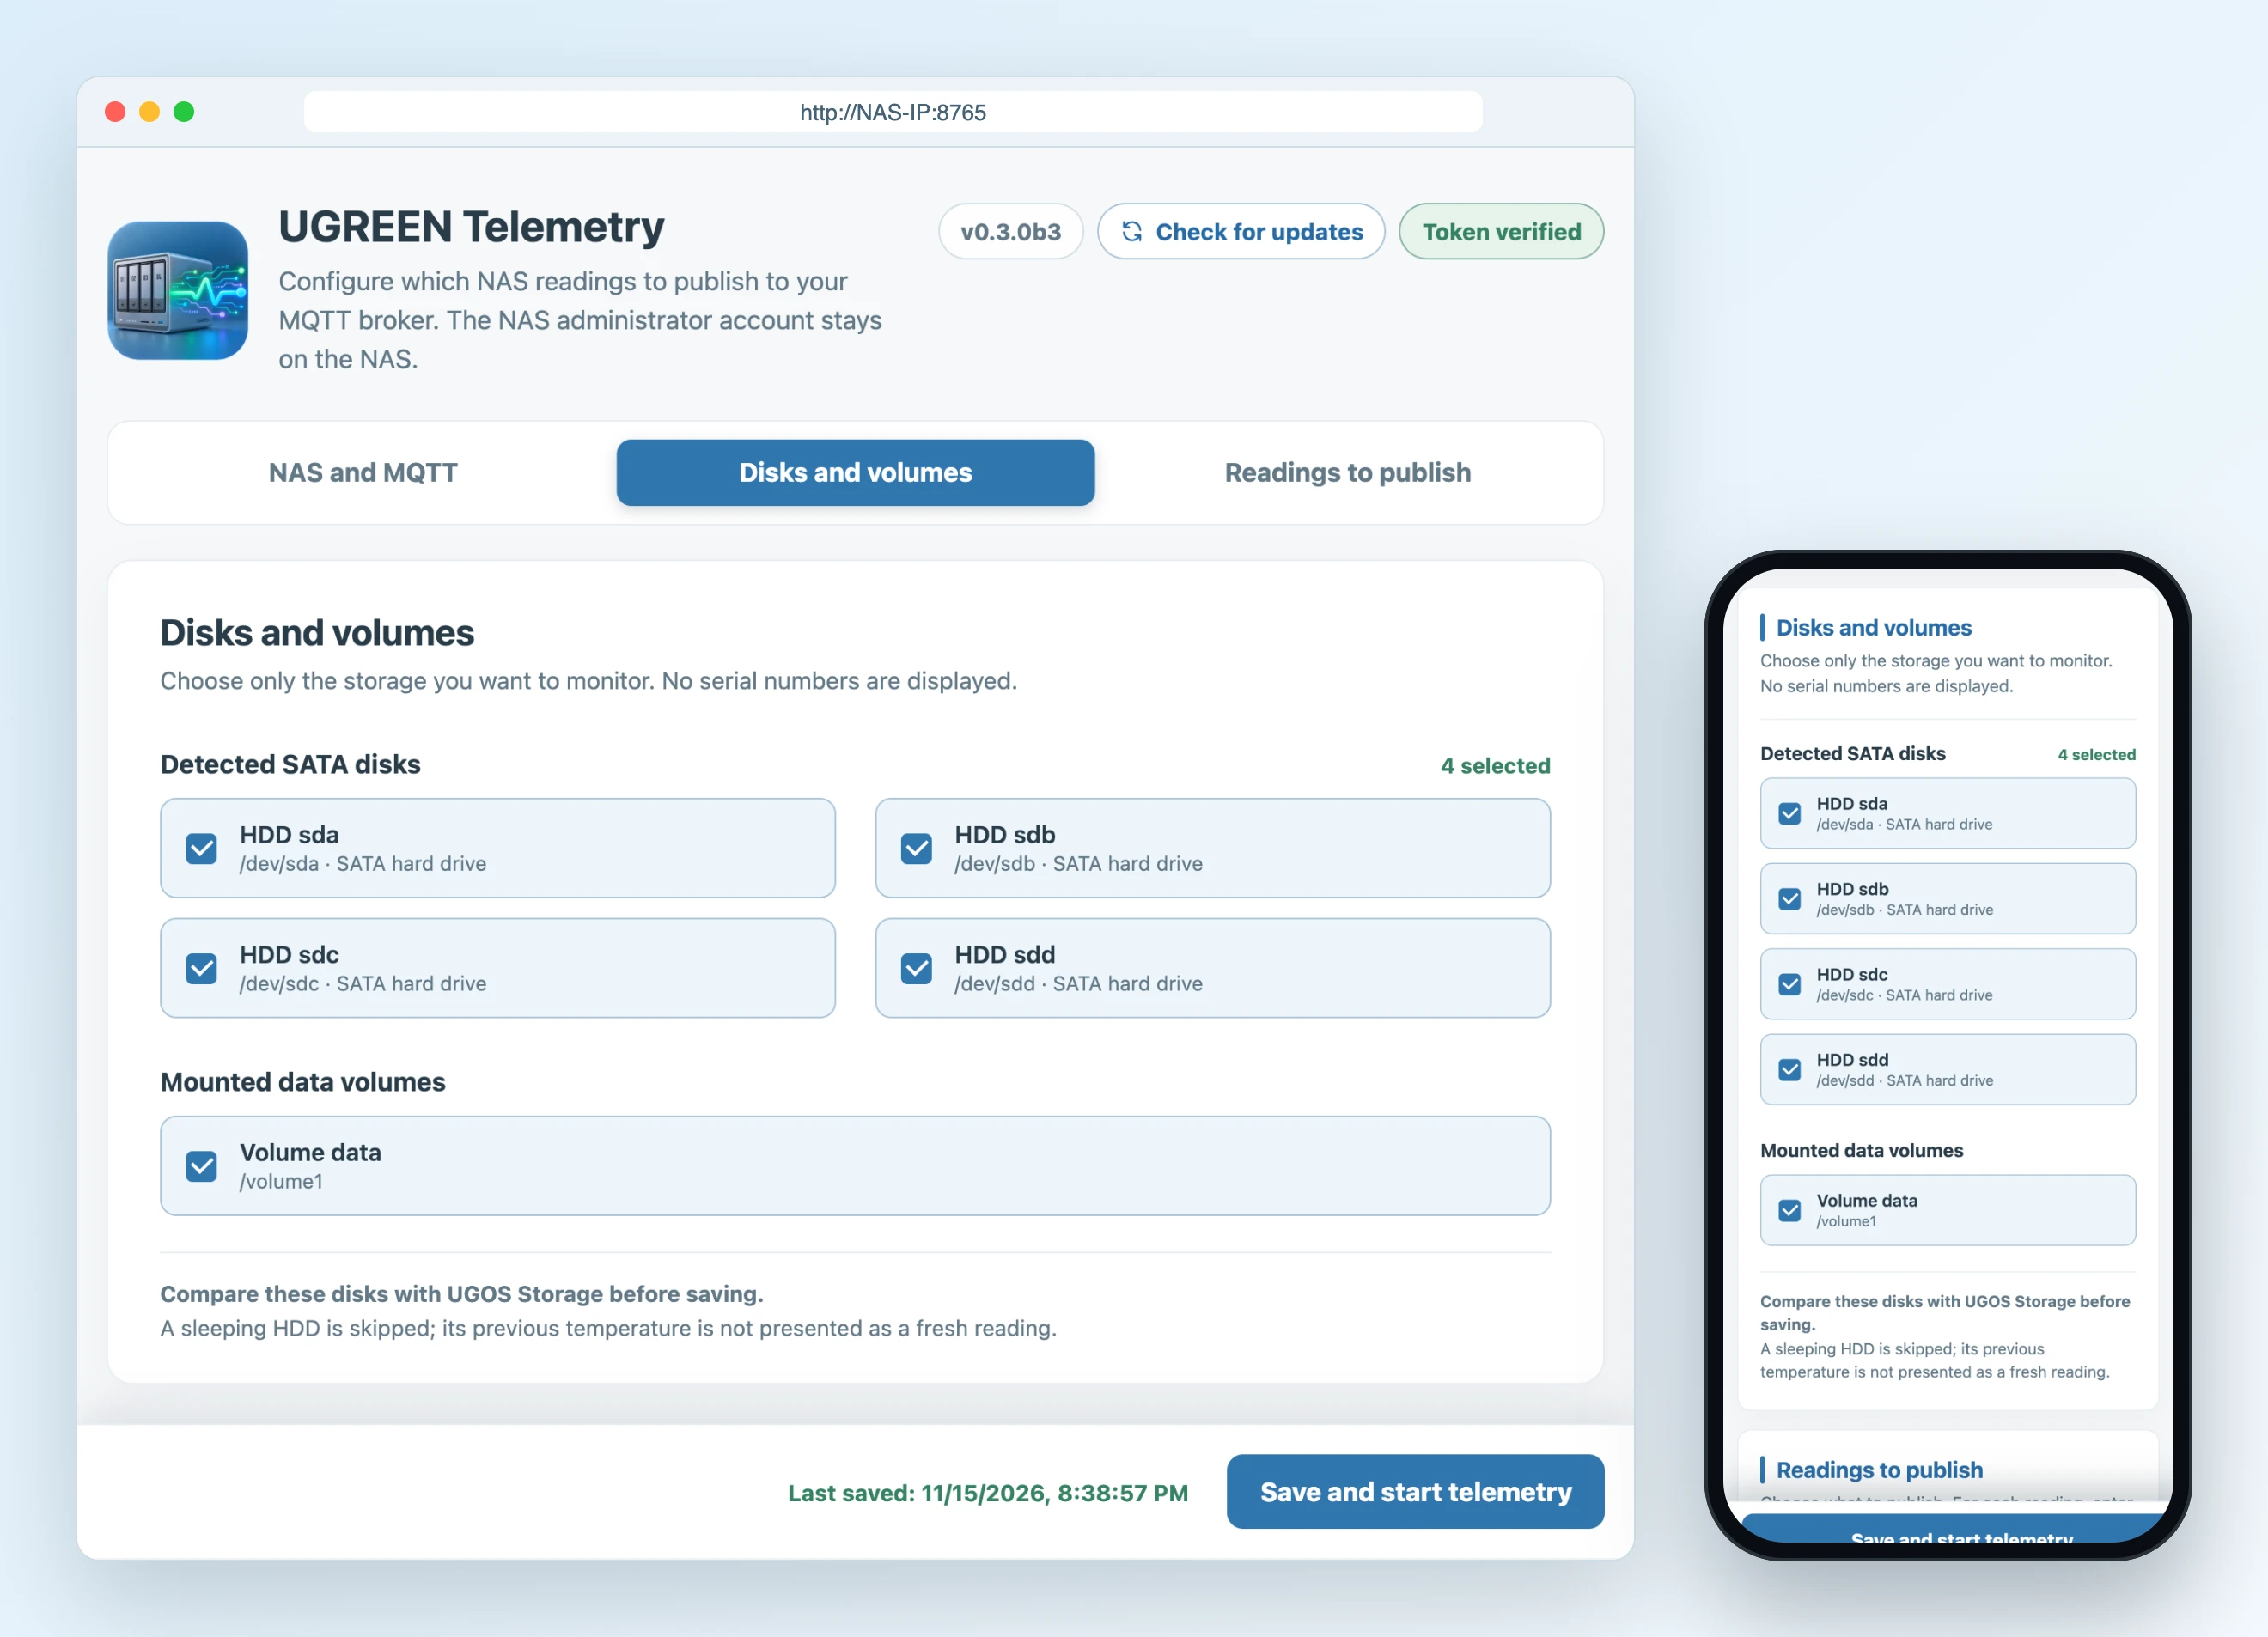 http://NAS-IP:8765
UGREEN Telemetry
Configure which NAS readings to publish to your
MQTT broker. The NAS administrator account stays
on the NAS.
v0.3.0b3
Check for updates
Token verified
NAS and MQTT
Disks and volumes
Readings to publish
Disks and volumes
Choose only the storage you want to monitor. No serial numbers are displayed.
Detected SATA disks
4 selected
HDD sda
/dev/sda · SATA hard drive
HDD sdb
/dev/sdb · SATA hard drive
HDD sdc
/dev/sdc · SATA hard drive
HDD sdd
/dev/sdd · SATA hard drive
Mounted data volumes
Volume data
/volume1
Compare these disks with UGOS Storage before saving.
A sleeping HDD is skipped; its previous temperature is not presented as a fresh reading.
Last saved: 11/15/2026, 8:38:57 PM
Save and start telemetry
Disks and volumes
Choose only the storage you want to monitor.
No serial numbers are displayed.
Detected SATA disks
4 selected
HDD sda
/dev/sda · SATA hard drive
HDD sdb
/dev/sdb · SATA hard drive
HDD sdc
/dev/sdc · SATA hard drive
HDD sdd
/dev/sdd · SATA hard drive
Mounted data volumes
Volume data
/volume1
Compare these disks with UGOS Storage before
saving.
A sleeping HDD is skipped; its previous
temperature is not presented as a fresh reading.
Readings to publish
Save and start telemetry